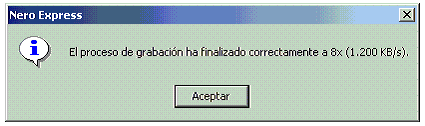 Nero Express
El proceso de grabación ha finalizado correctamente a 8x (1.200 KB/s).
Aceptar